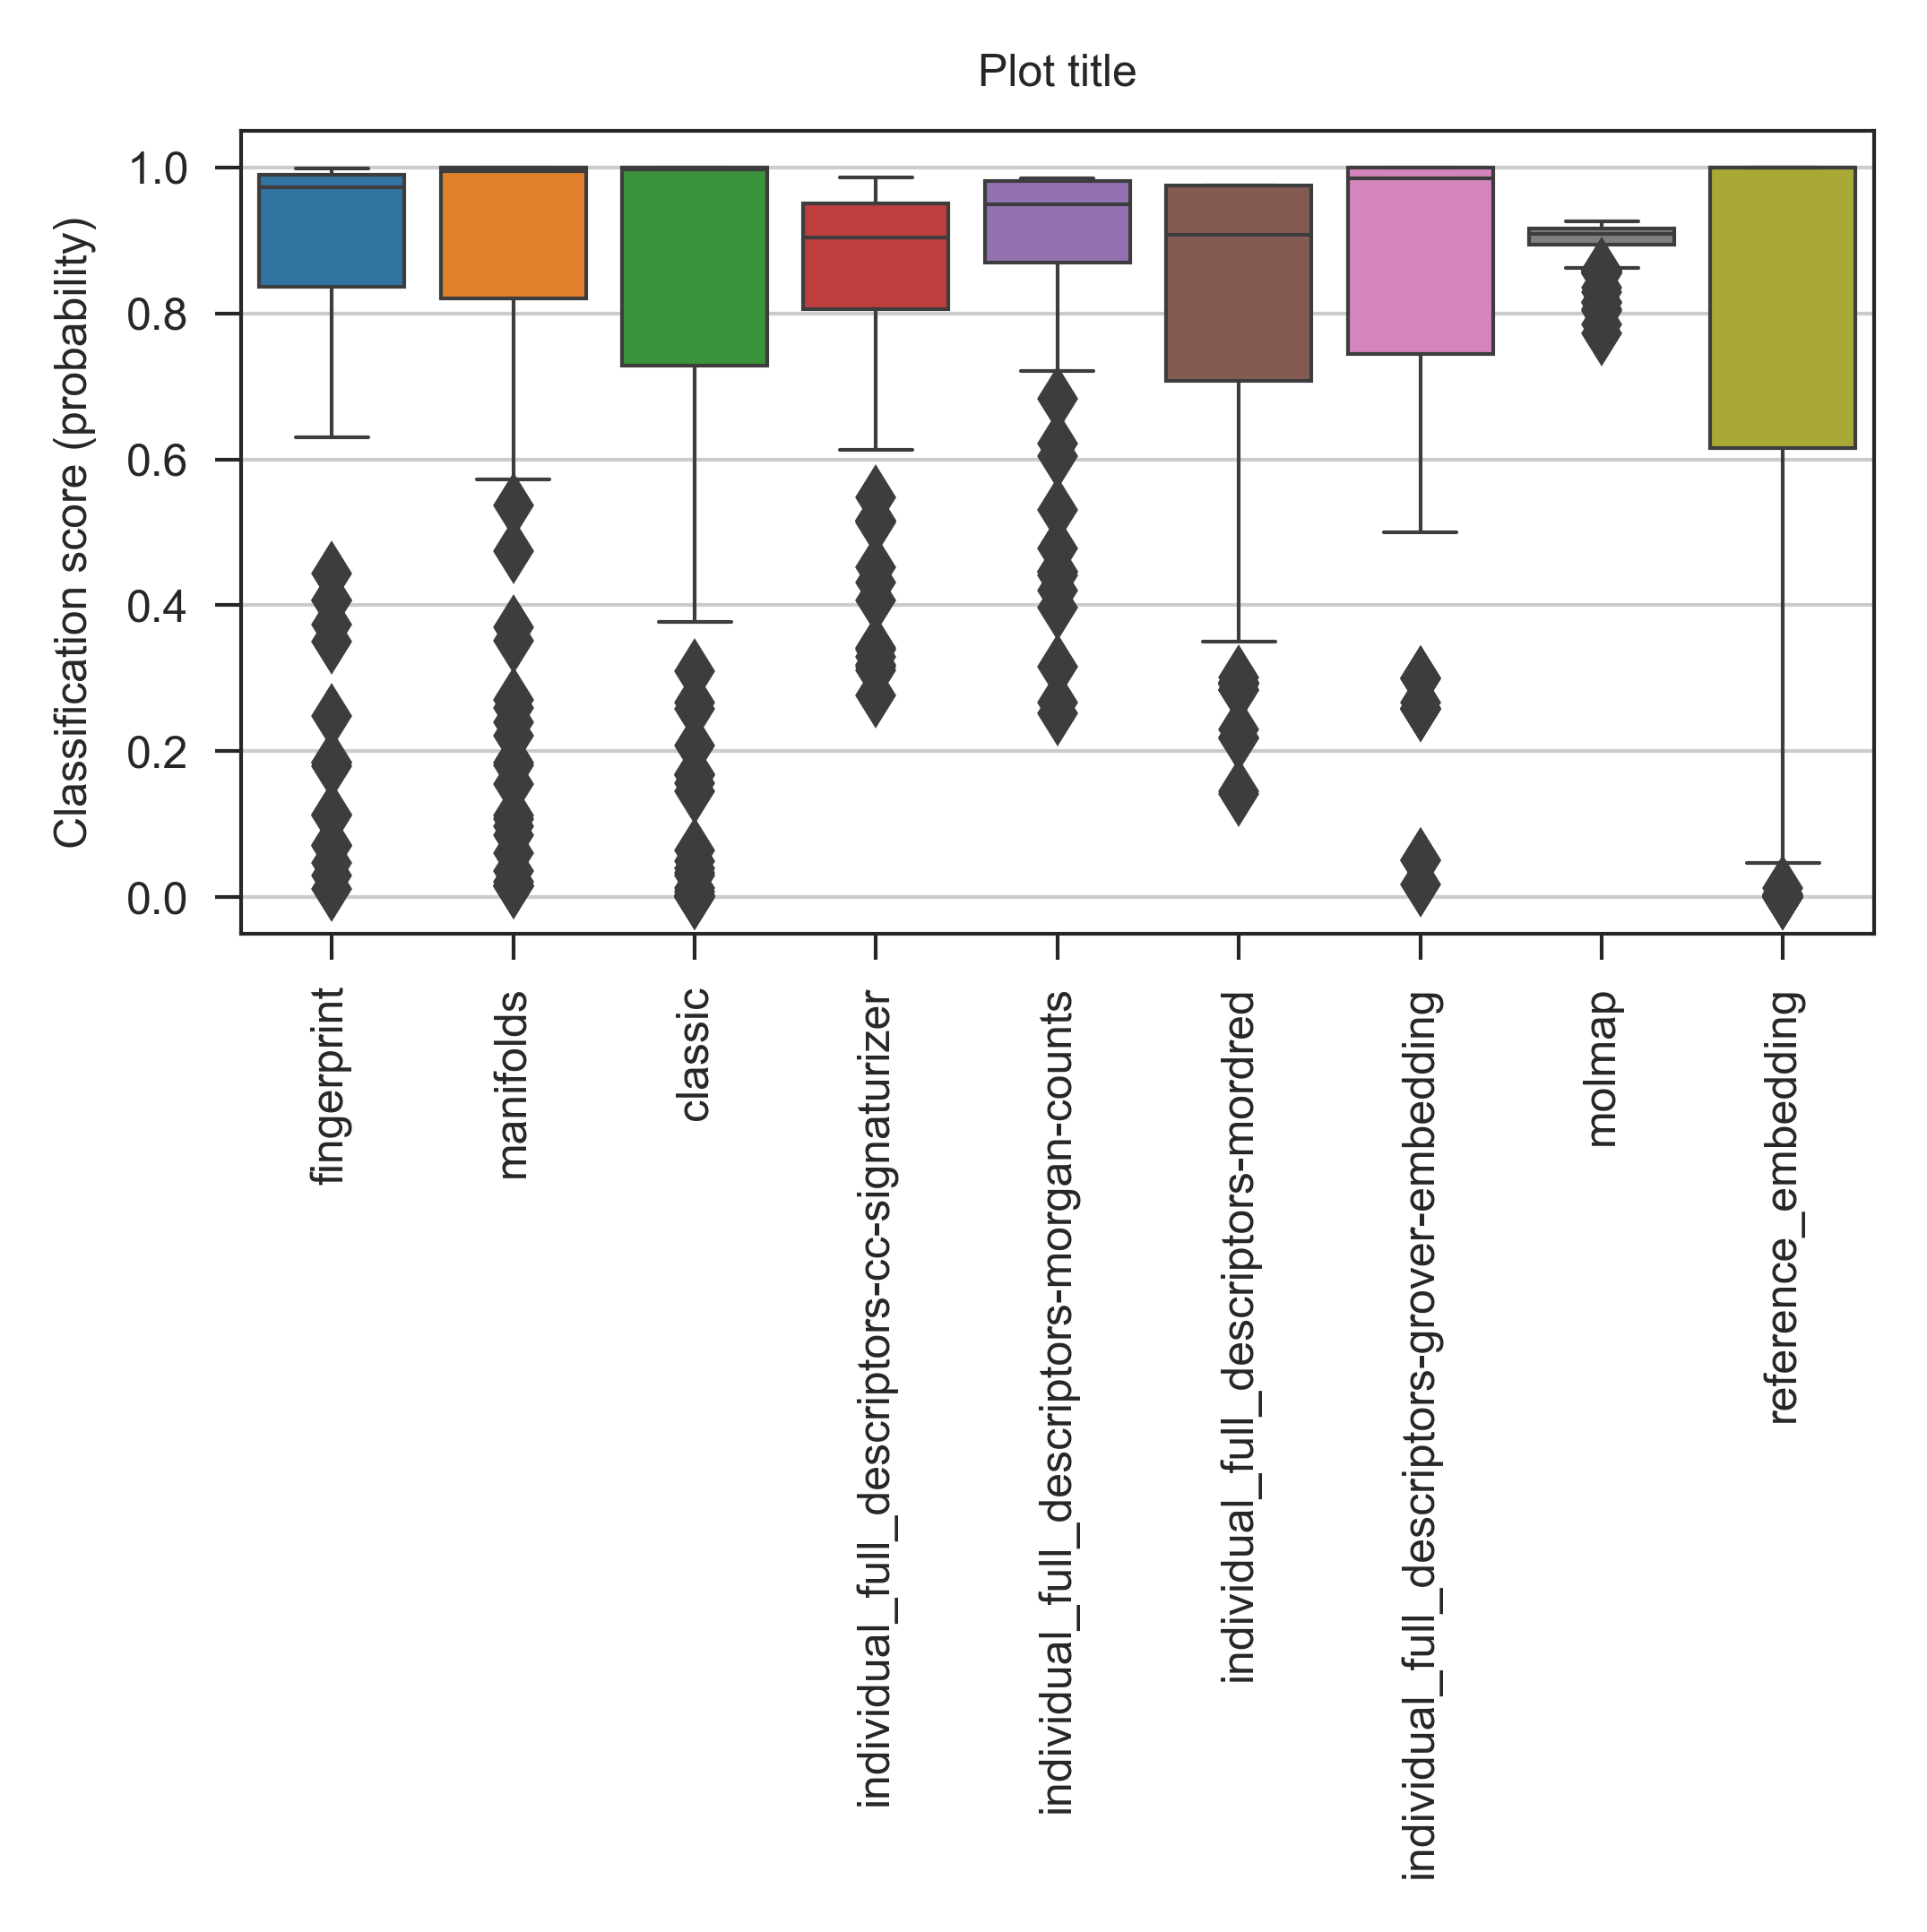 Plot title
Classification score (probability)
1.0
0.8
0.6
0.4
0.2
0.0
fingerprint
manifolds
classic
individual_full_descriptors-cc-signaturizer
individual_full_descriptors-morgan-counts
individual_full_descriptors-mordred
individual_full_descriptors-grover-embedding
molmap
reference_embedding